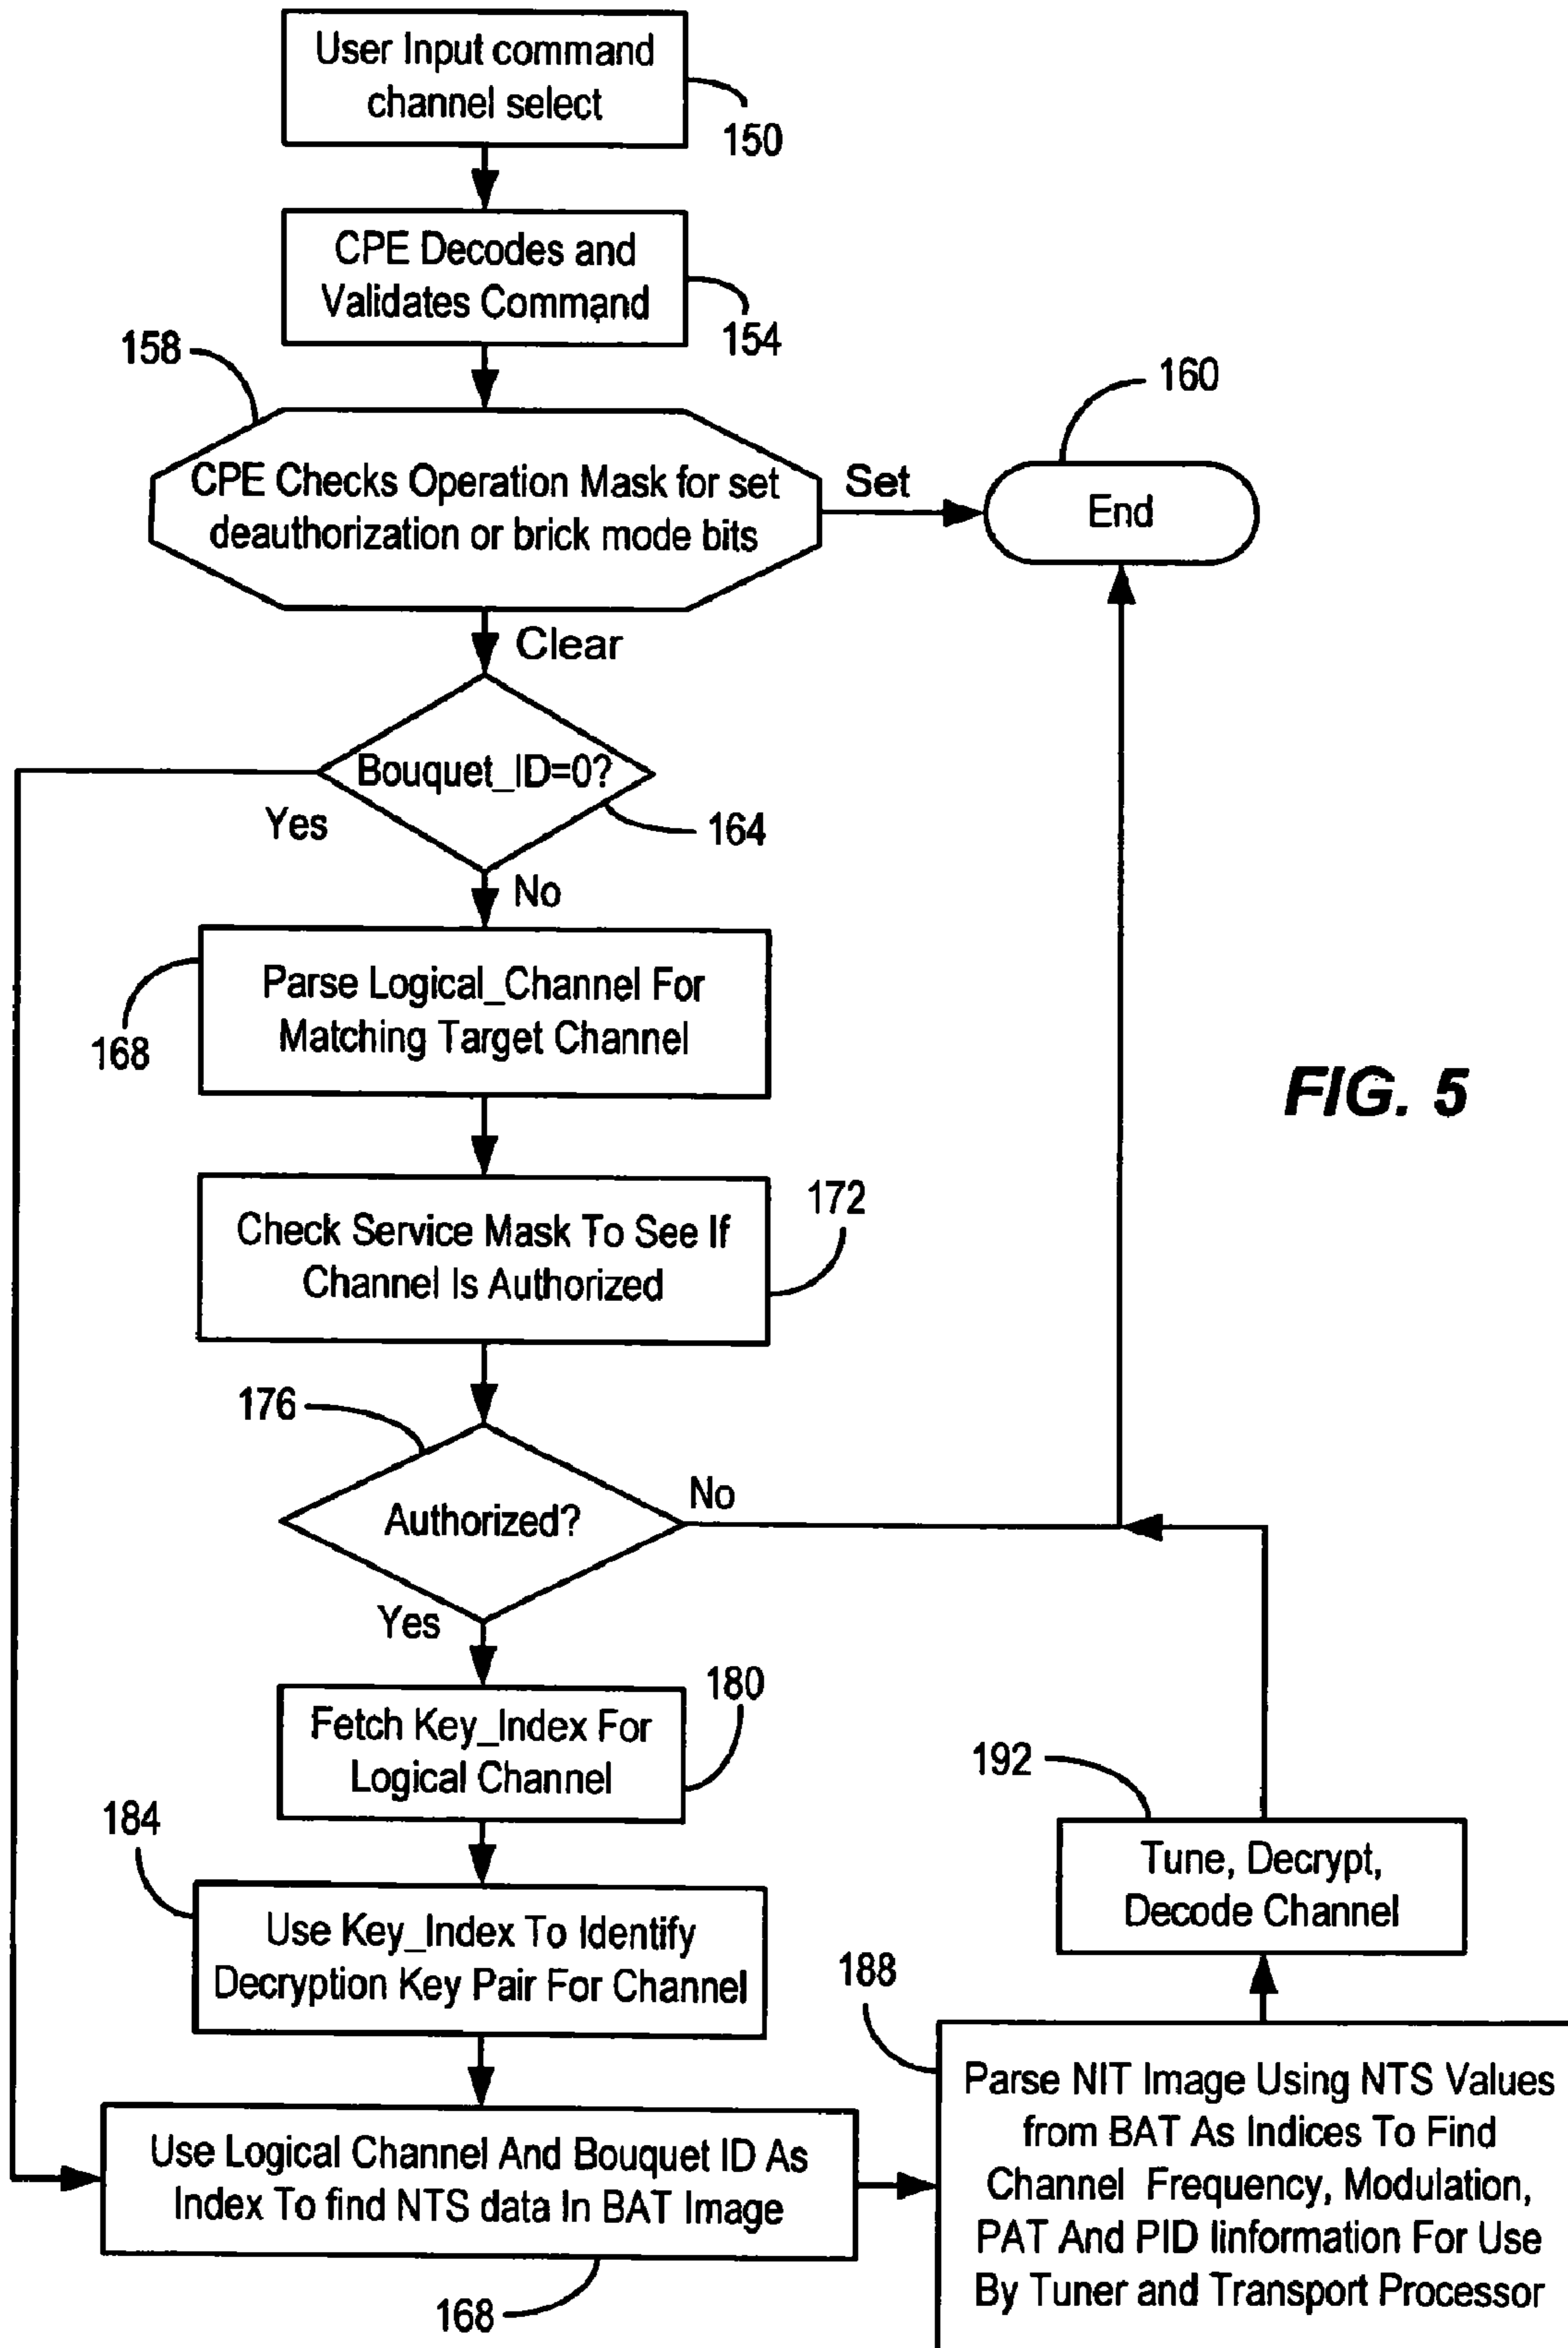 User Input command
channel select
150
CPE Decodes and
Validates Command
154
158
160
CPE Checks Operation Mask for set
deauthorization or brick mode bits
Set
End
Clear
Bouquet_ID=0?
Yes
164
No
Parse Logical_Channel For
Matching Target Channel
168
FIG. 5
Check Service Mask To See If
Channel Is Authorized
172
176
Authorized?
No
Yes
Fetch Key_Index For
Logical Channel
180
184
Use Key_Index To Identify
Decryption Key Pair For Channel
192
Tune, Decrypt,
Decode Channel
Use Logical Channel And Bouquet ID As
Index To find NTS data In BAT Image
168
188
Parse NIT Image Using NTS Values
from BAT As Indices To Find
Channel Frequency, Modulation,
PAT And PID Iinformation For Use
By Tuner and Transport Processor